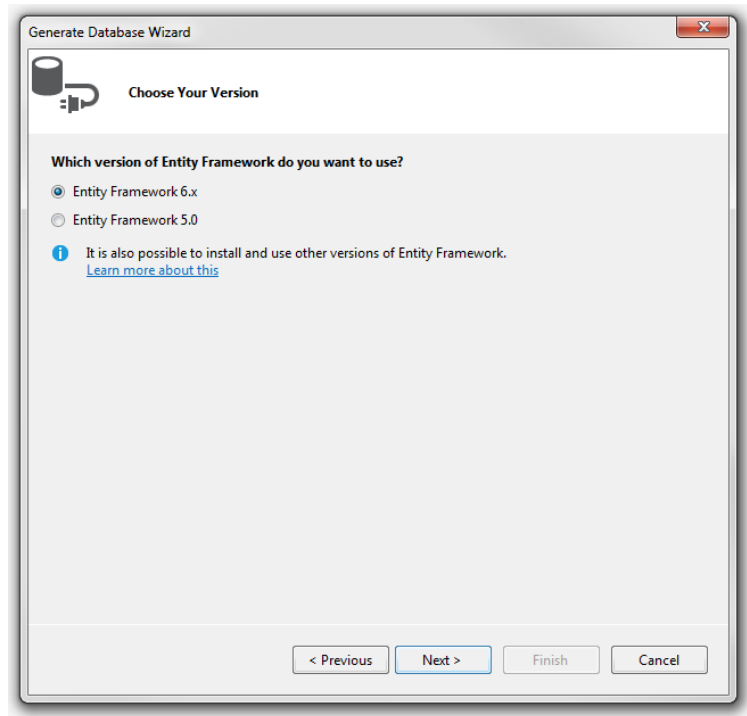 Generate Database Wizard
Choose Your Version
Which version of Entity Framework do you want to use?
Entity Framework 6.x
Entity Framework 5.0
It is also possible to install and use other versions of Entity Framework.
Learn more about this
< Previous Next > Finish Cancel